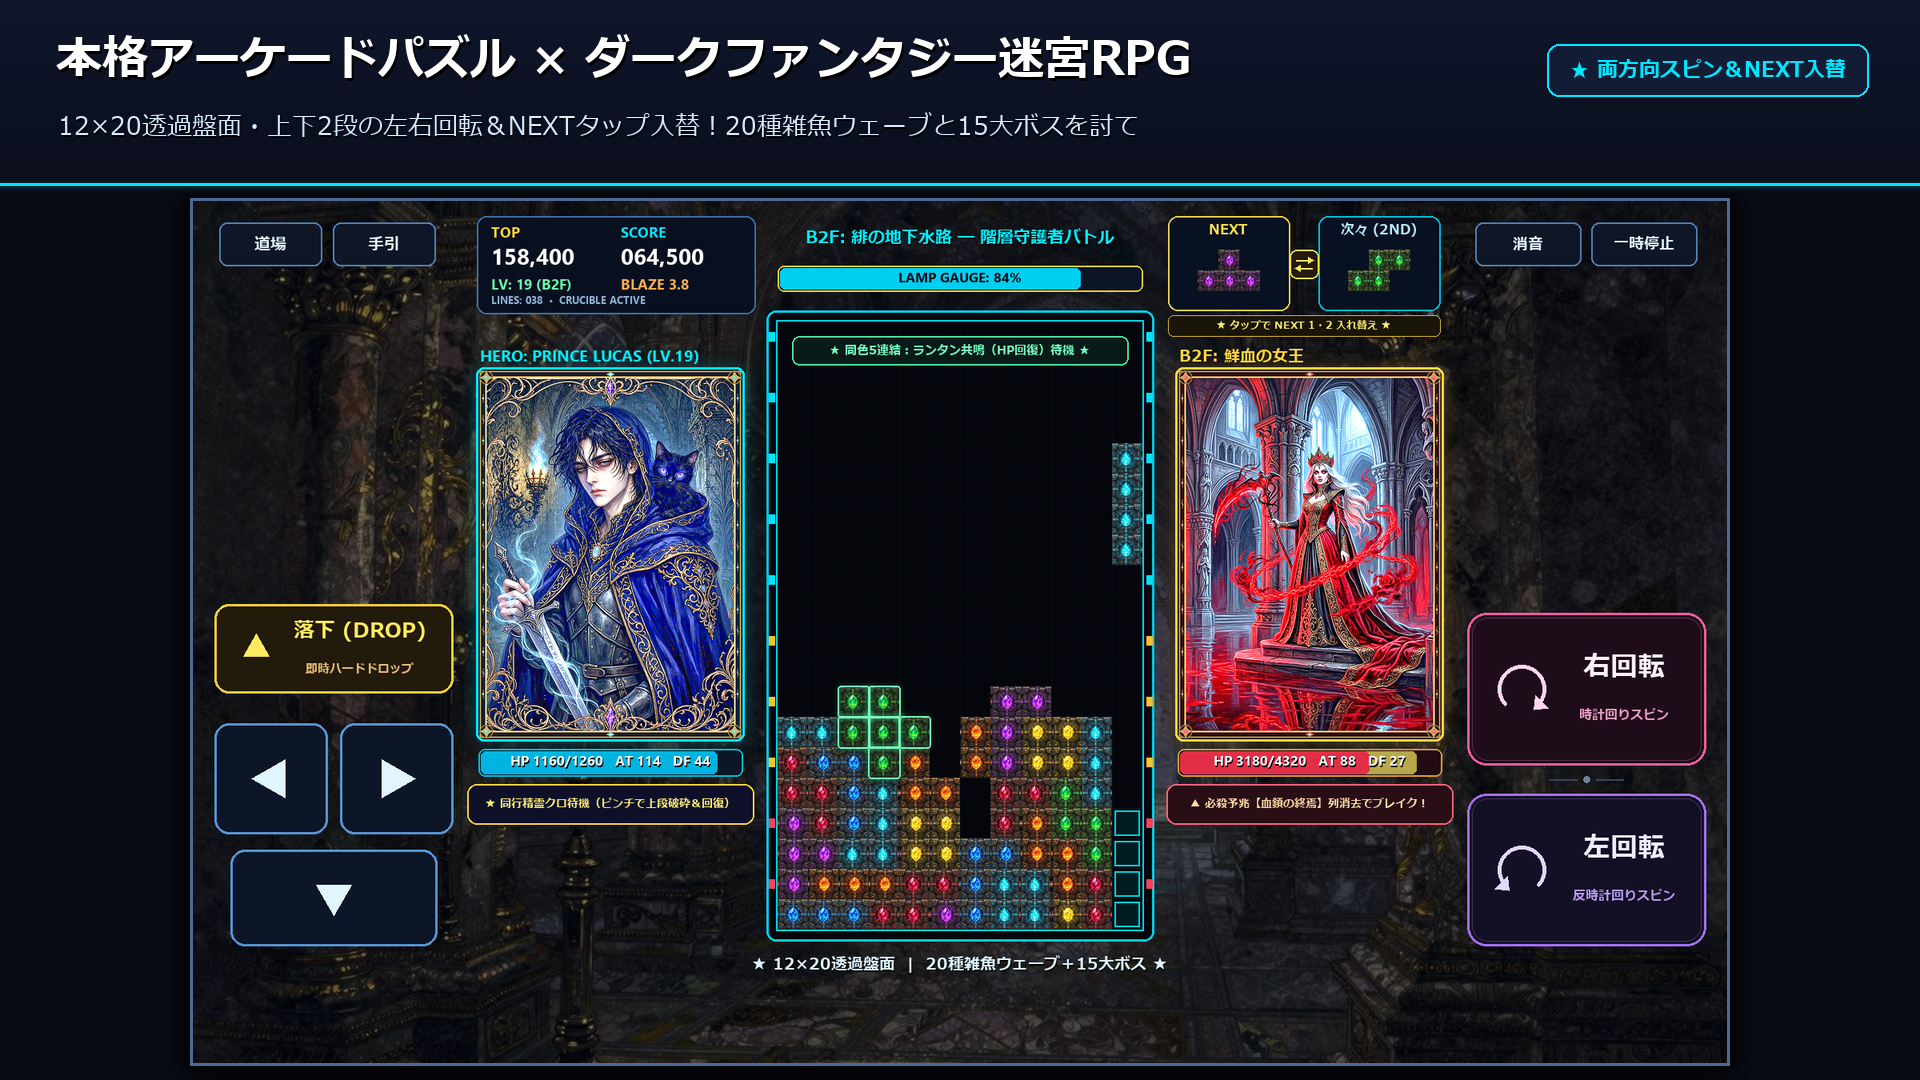 本格アーケードパズル × ダークファンタジー迷宮RPG
★ 両方向スピン＆NEXT入替
12×20透過盤面・上下2段の左右回転＆NEXTタップ入替！20種雑魚ウェーブと15大ボスを討て
道場
手引
TOP
SCORE
158,400
064,500
LV: 19 (B2F)
BLAZE 3.8
LINES: 038 ・ CRUCIBLE ACTIVE
B2F: 緋の地下水路 — 階層守護者バトル
LAMP GAUGE: 84%
NEXT
次々 (2ND)
★ タップで NEXT 1・2 入れ替え ★
消音
一時停止
HERO: PRINCE LUCAS (LV.19)
★ 同色5連結：ランタン共鳴（HP回復）待機 ★
B2F: 鮮血の女王
落下 (DROP)
即時ハードドロップ
HP 1160/1260 AT 114 DF 44
★ 同行精霊クロ待機（ピンチで上段破砕＆回復）
HP 3180/4320 AT 88 DF 27
▲ 必殺予兆【血鎖の終焉】列消去でブレイク！
右回転
時計回りスピン
左回転
反時計回りスピン
★ 12×20透過盤面 | 20種雑魚ウェーブ＋15大ボス ★